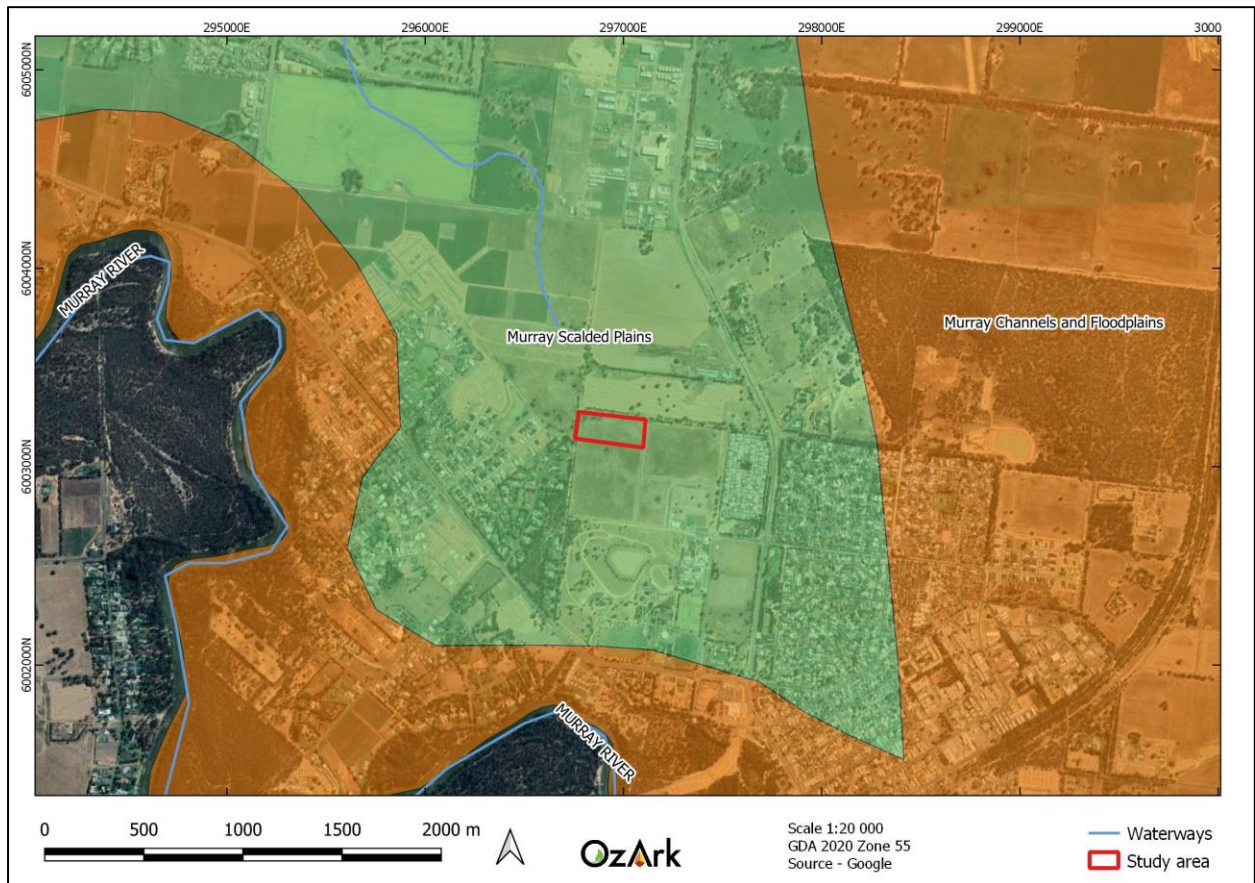 295000E 296000E 297000E 298000E 299000E 3000
6005000N
6004000N
6003000N
6002000N
MURRAY RIVER
Murray Scalded Plains
Murray Channels and Floodplains
MURRAY RIVER
0 500 1000 1500 2000 m
OzArk
Scale 1:20 000
GDA 2020 Zone 55
Source - Google
Waterways
Study area